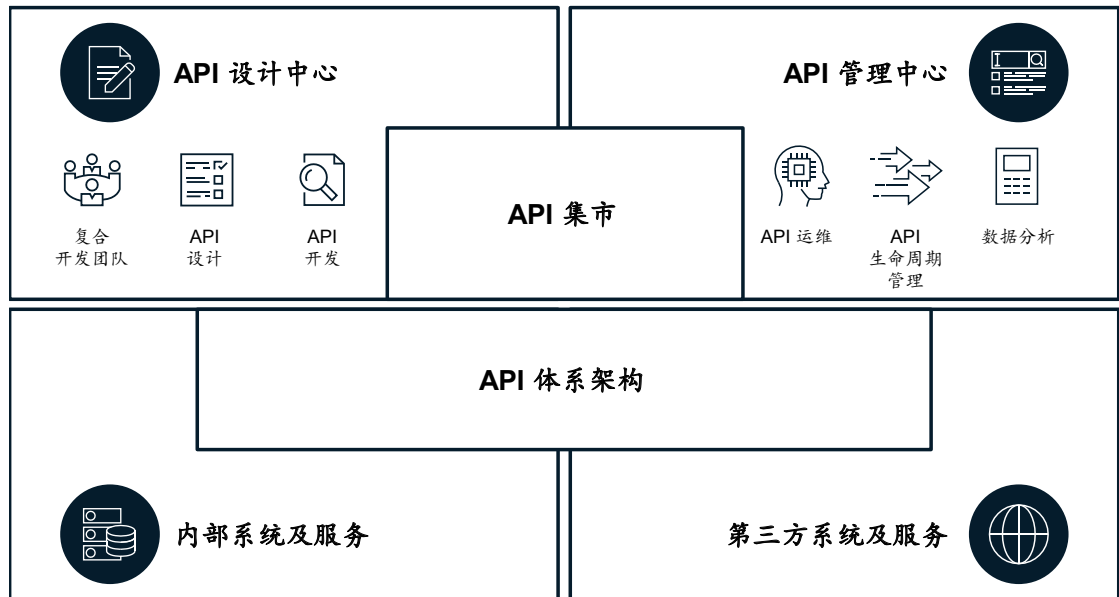 API 设计中心
API 管理中心
API 集市
复合
开发团队
API
设计
API
开发
API 运维
API
生命周期
管理
数据分析
API 体系架构
内部系统及服务
第三方系统及服务